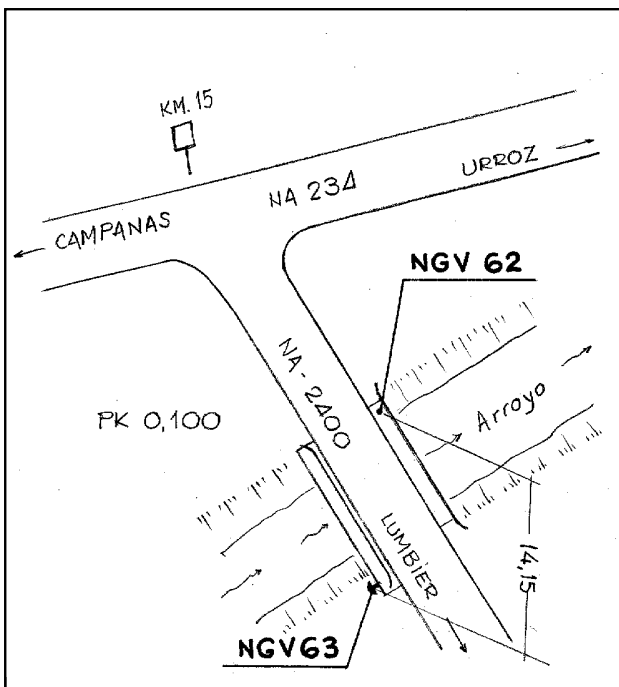 KM. 15
NA 234
URROZ
CAMPANAS
NGV 62
NA-2400
Arroyo
PK 0,100
LUMBIER
14,15
NGV63